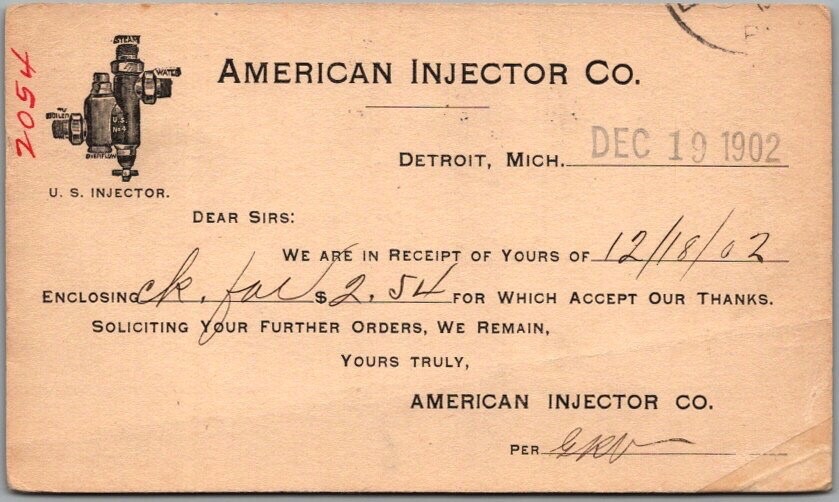 2054
STEAM
WATER
TO BOILER
U.S.
No 4
OVERFLOW
U. S. INJECTOR.
AMERICAN INJECTOR CO.
DETROIT, MICH. DEC 19 1902
DEAR SIRS:
WE ARE IN RECEIPT OF YOURS OF 12/18/02
ENCLOSING ck. for $ 2.54 FOR WHICH ACCEPT OUR THANKS.
SOLICITING YOUR FURTHER ORDERS, WE REMAIN,
YOURS TRULY,
AMERICAN INJECTOR CO.
PER